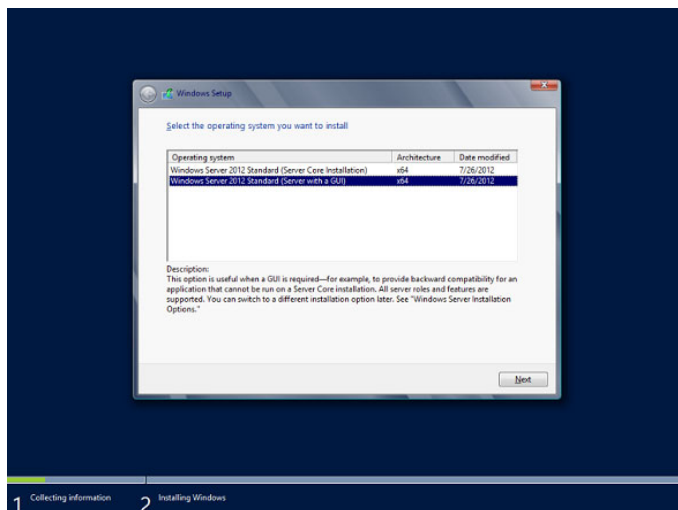 Windows Setup
Select the operating system you want to install
Operating system Architecture Date modified
Windows Server 2012 Standard (Server Core Installation) x64 7/26/2012
Windows Server 2012 Standard (Server with a GUI) x64 7/26/2012
Description:
This option is useful when a GUI is required—for example, to provide backward compatibility for an
application that cannot be run on a Server Core installation. All server roles and features are
supported. You can switch to a different installation option later. See "Windows Server Installation
Options."
Next
1 Collecting information 2 Installing Windows